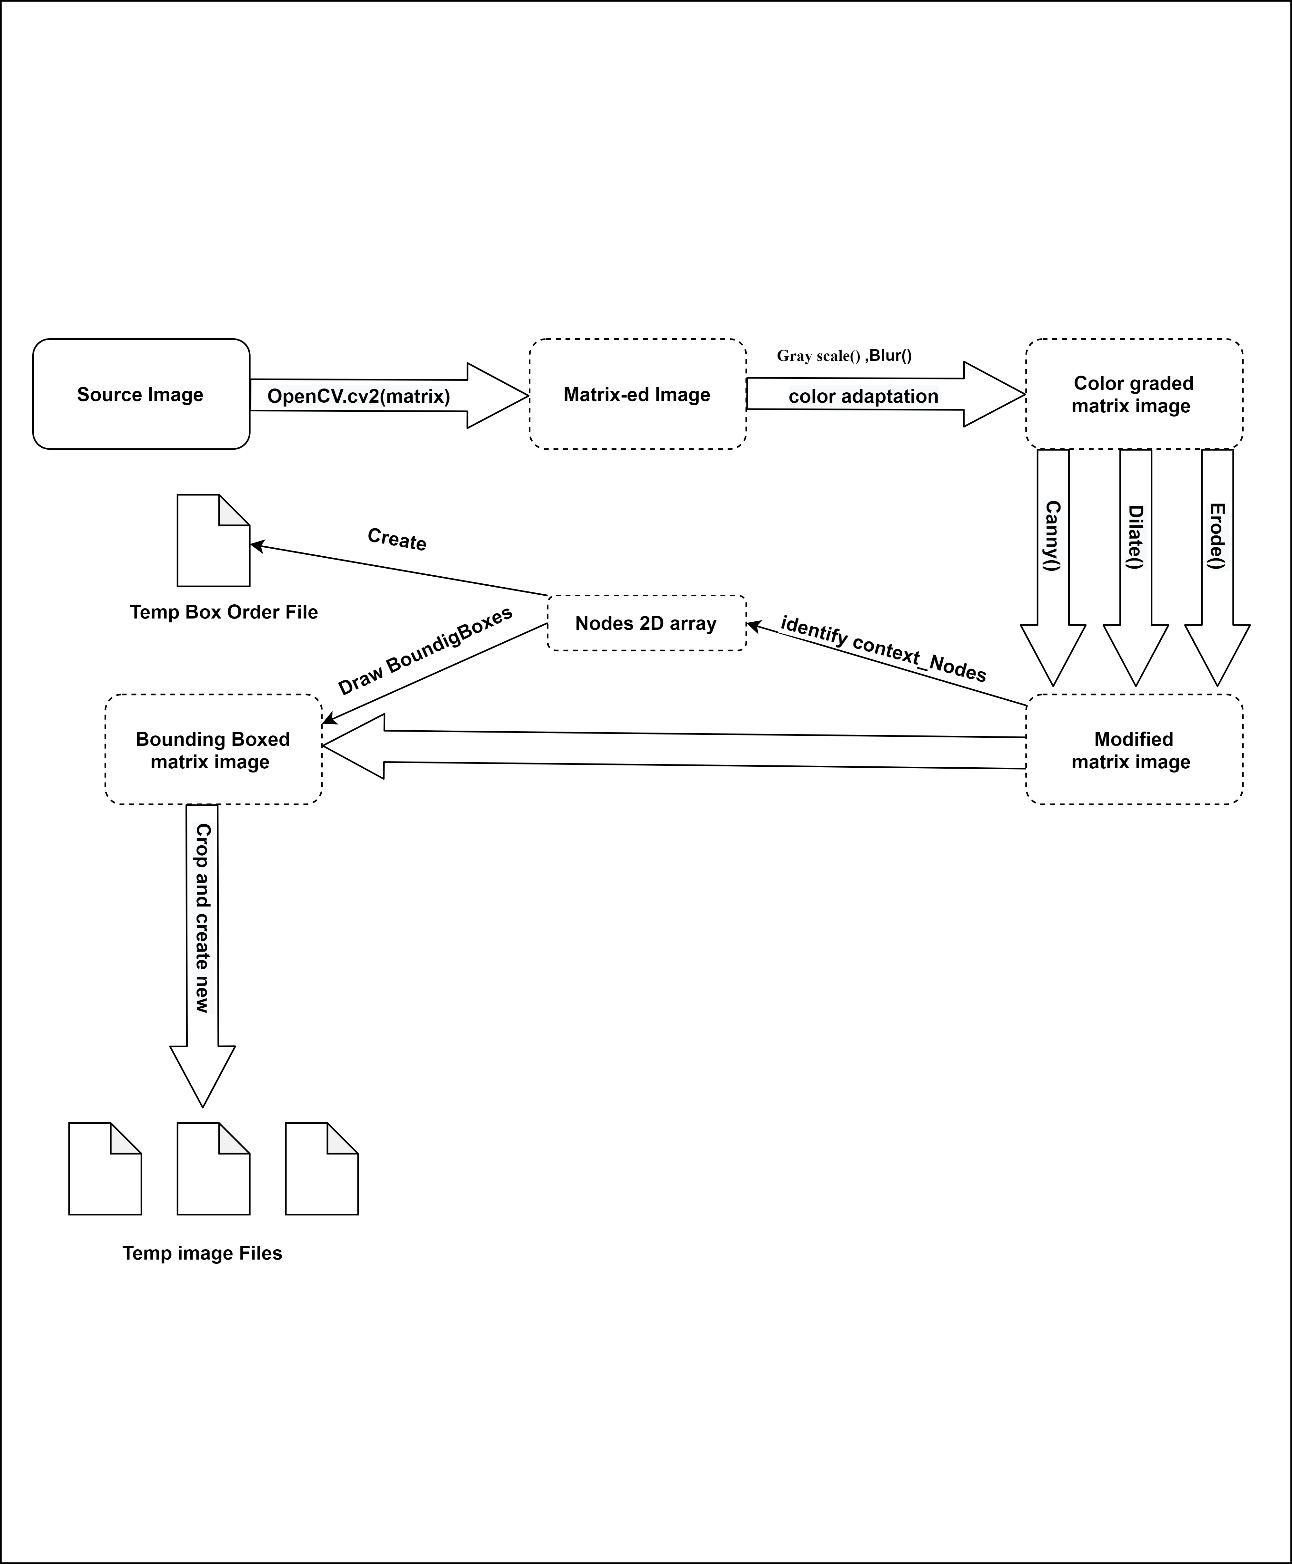 Source Image
OpenCV.cv2(matrix)
Matrix-ed Image
Gray scale() ,Blur()
color adaptation
Color graded
matrix image
Canny()
Dilate()
Erode()
Create
Temp Box Order File
Nodes 2D array
identify context_Nodes
Draw BoundigBoxes
Bounding Boxed
matrix image
Modified
matrix image
Crop and create new
Temp image Files